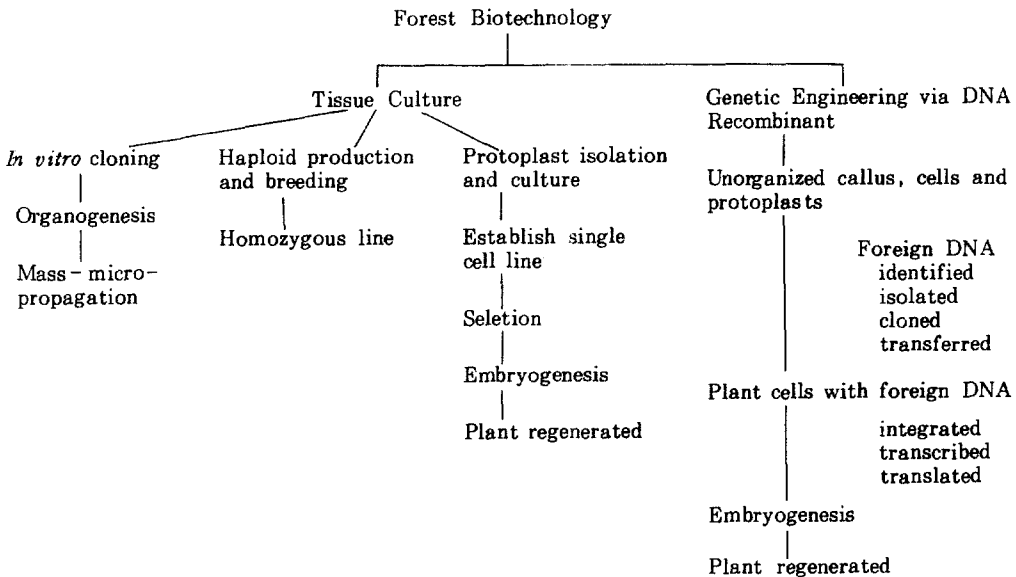 Forest Biotechnology
Tissue Culture
In vitro cloning
Organogenesis
Mass-micro-
propagation
Haploid production
and breeding
Homozygous line
Protoplast isolation
and culture
Establish single
cell line
Seletion
Embryogenesis
Plant regenerated
Genetic Engineering via DNA
Recombinant
Unorganized callus, cells and
protoplasts
Foreign DNA
identified
isolated
cloned
transferred
Plant cells with foreign DNA
integrated
transcribed
translated
Embryogenesis
Plant regenerated